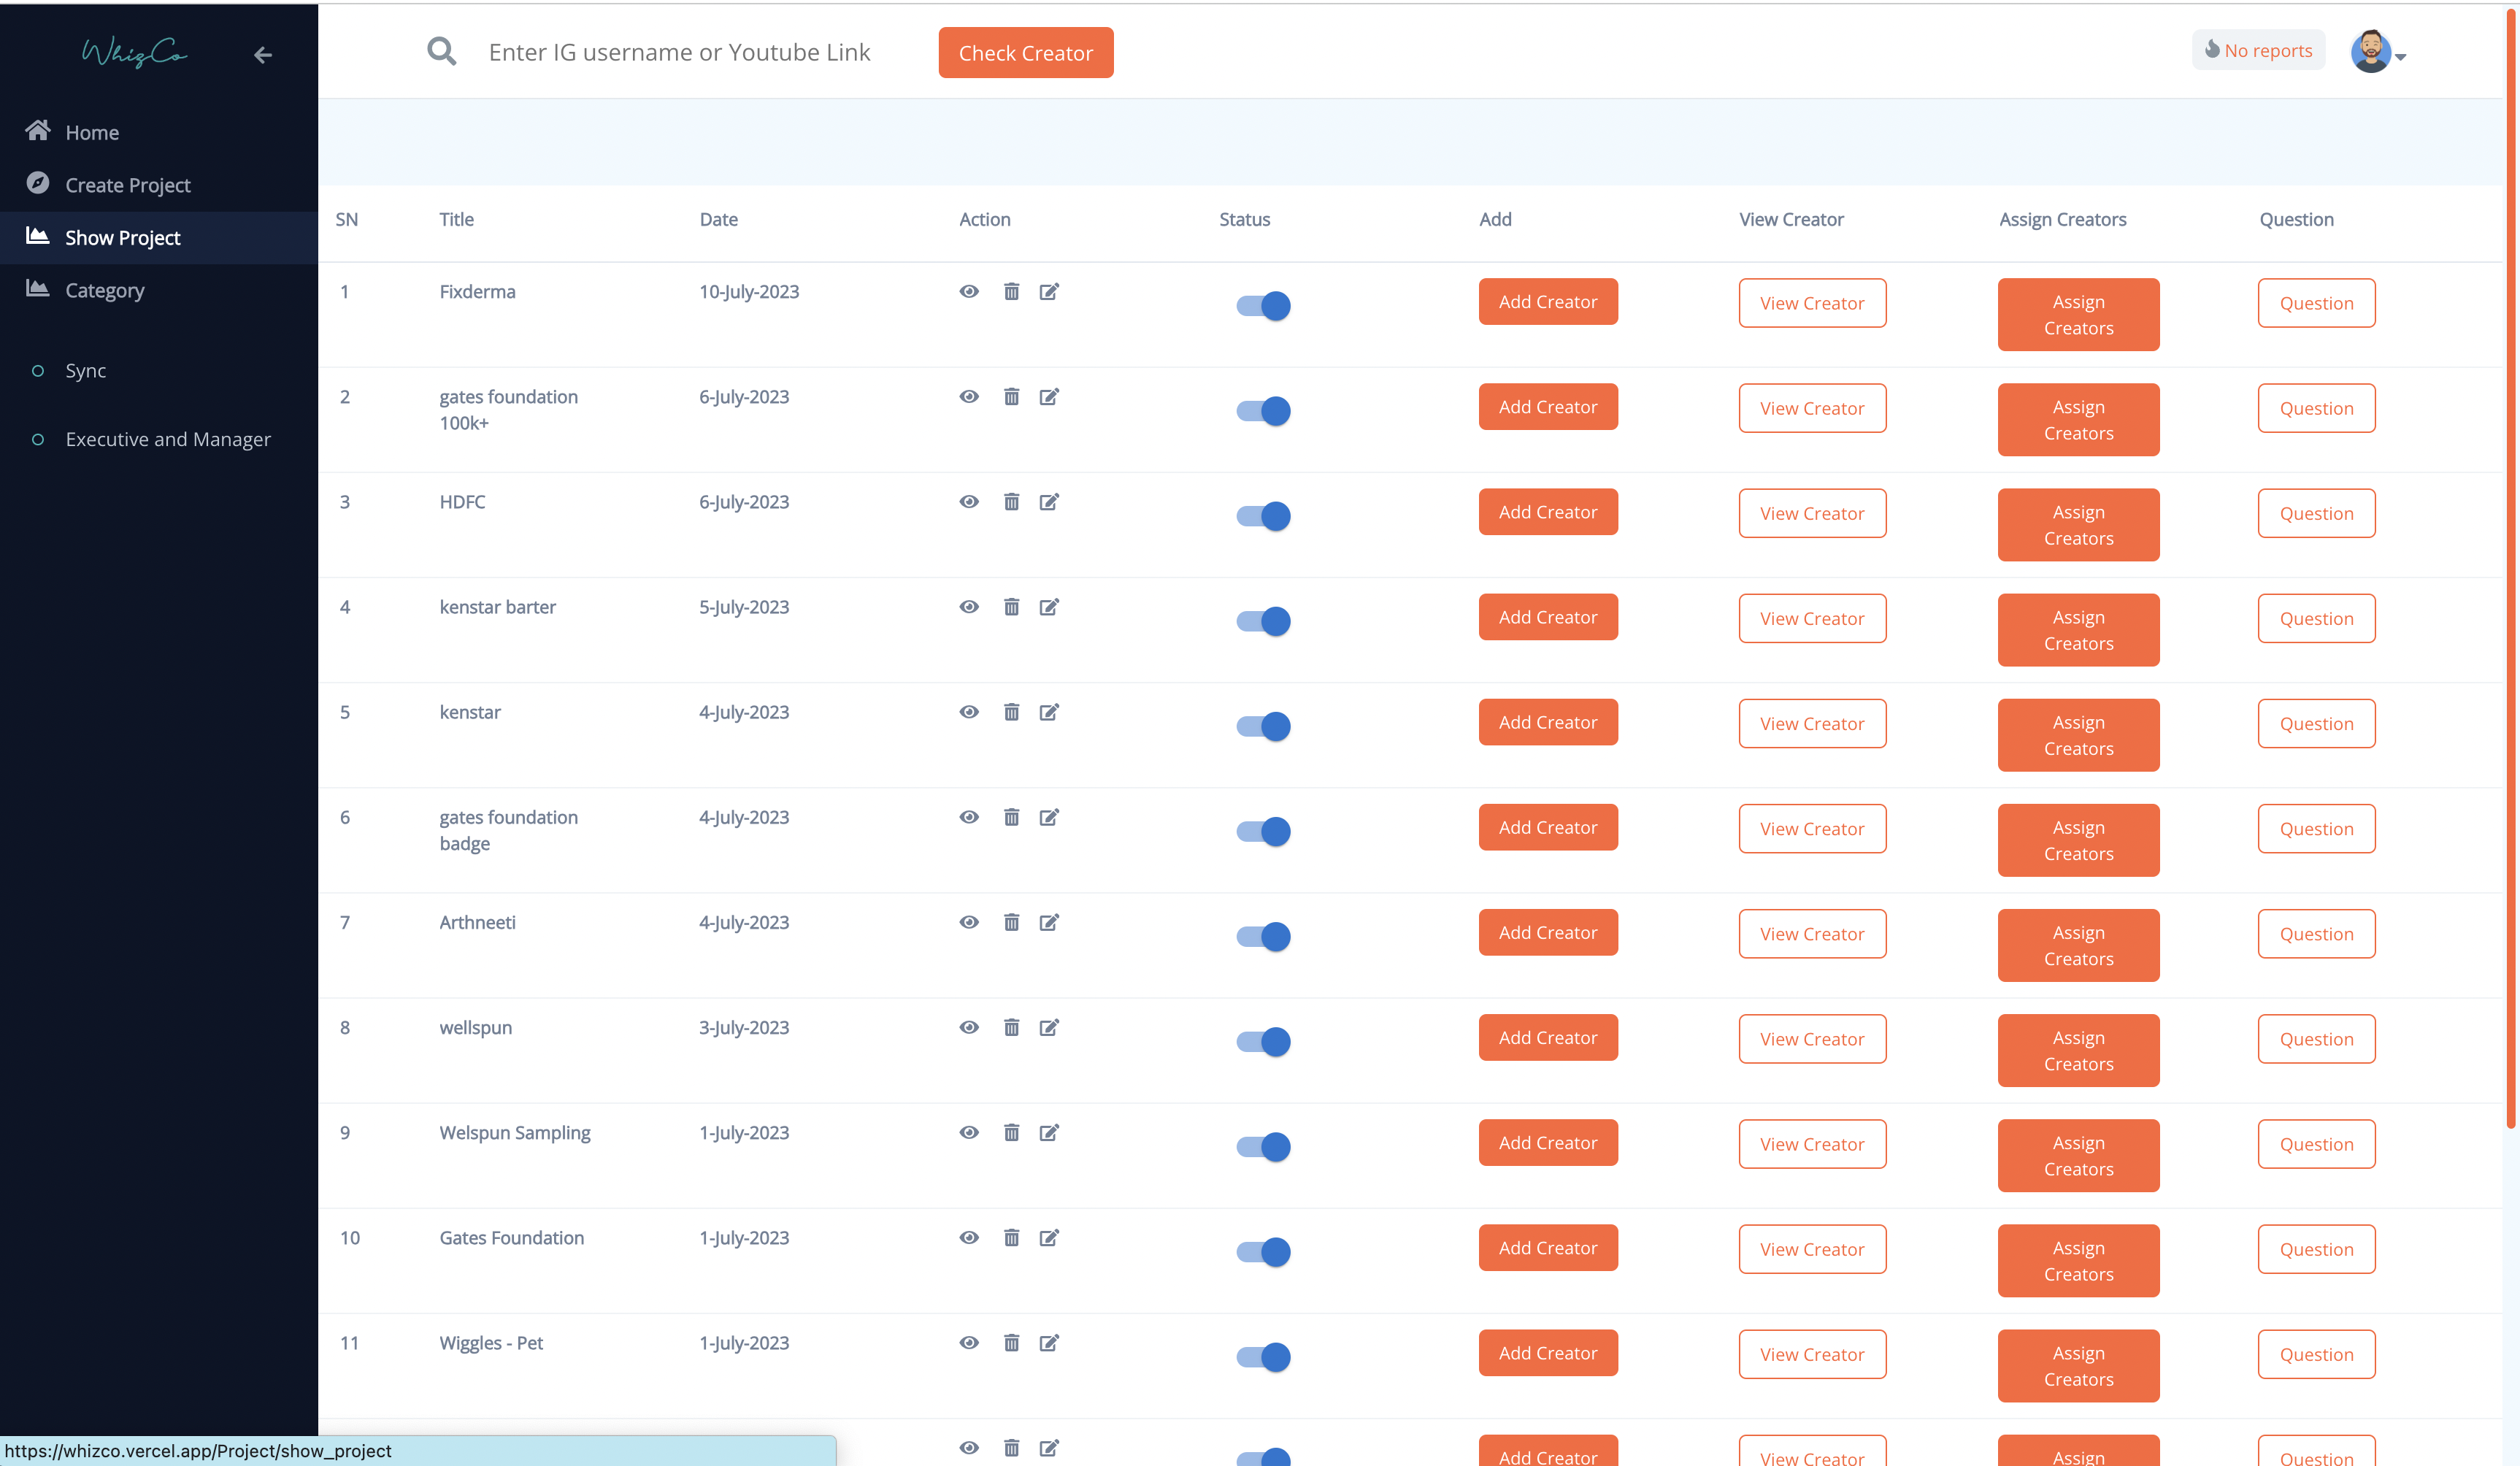 WhizCo
Enter IG username or Youtube Link
Check Creator
No reports
Home
Create Project
Show Project
Category
Sync
Executive and Manager
SN Title Date Action Status Add View Creator Assign Creators Question
1 Fixderma 10-July-2023 Add Creator View Creator Assign Creators Question
2 gates foundation 100k+ 6-July-2023 Add Creator View Creator Assign Creators Question
3 HDFC 6-July-2023 Add Creator View Creator Assign Creators Question
4 kenstar barter 5-July-2023 Add Creator View Creator Assign Creators Question
5 kenstar 4-July-2023 Add Creator View Creator Assign Creators Question
6 gates foundation badge 4-July-2023 Add Creator View Creator Assign Creators Question
7 Arthneeti 4-July-2023 Add Creator View Creator Assign Creators Question
8 wellspun 3-July-2023 Add Creator View Creator Assign Creators Question
9 Welspun Sampling 1-July-2023 Add Creator View Creator Assign Creators Question
10 Gates Foundation 1-July-2023 Add Creator View Creator Assign Creators Question
11 Wiggles - Pet 1-July-2023 Add Creator View Creator Assign Creators Question
Add Creator View Creator Assign Question
https://whizco.vercel.app/Project/show_project